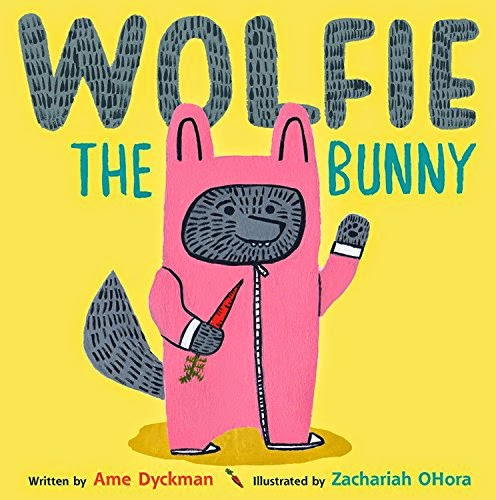 WOLFIE
THE BUNNY
Written by Ame Dyckman Illustrated by Zachariah OHora